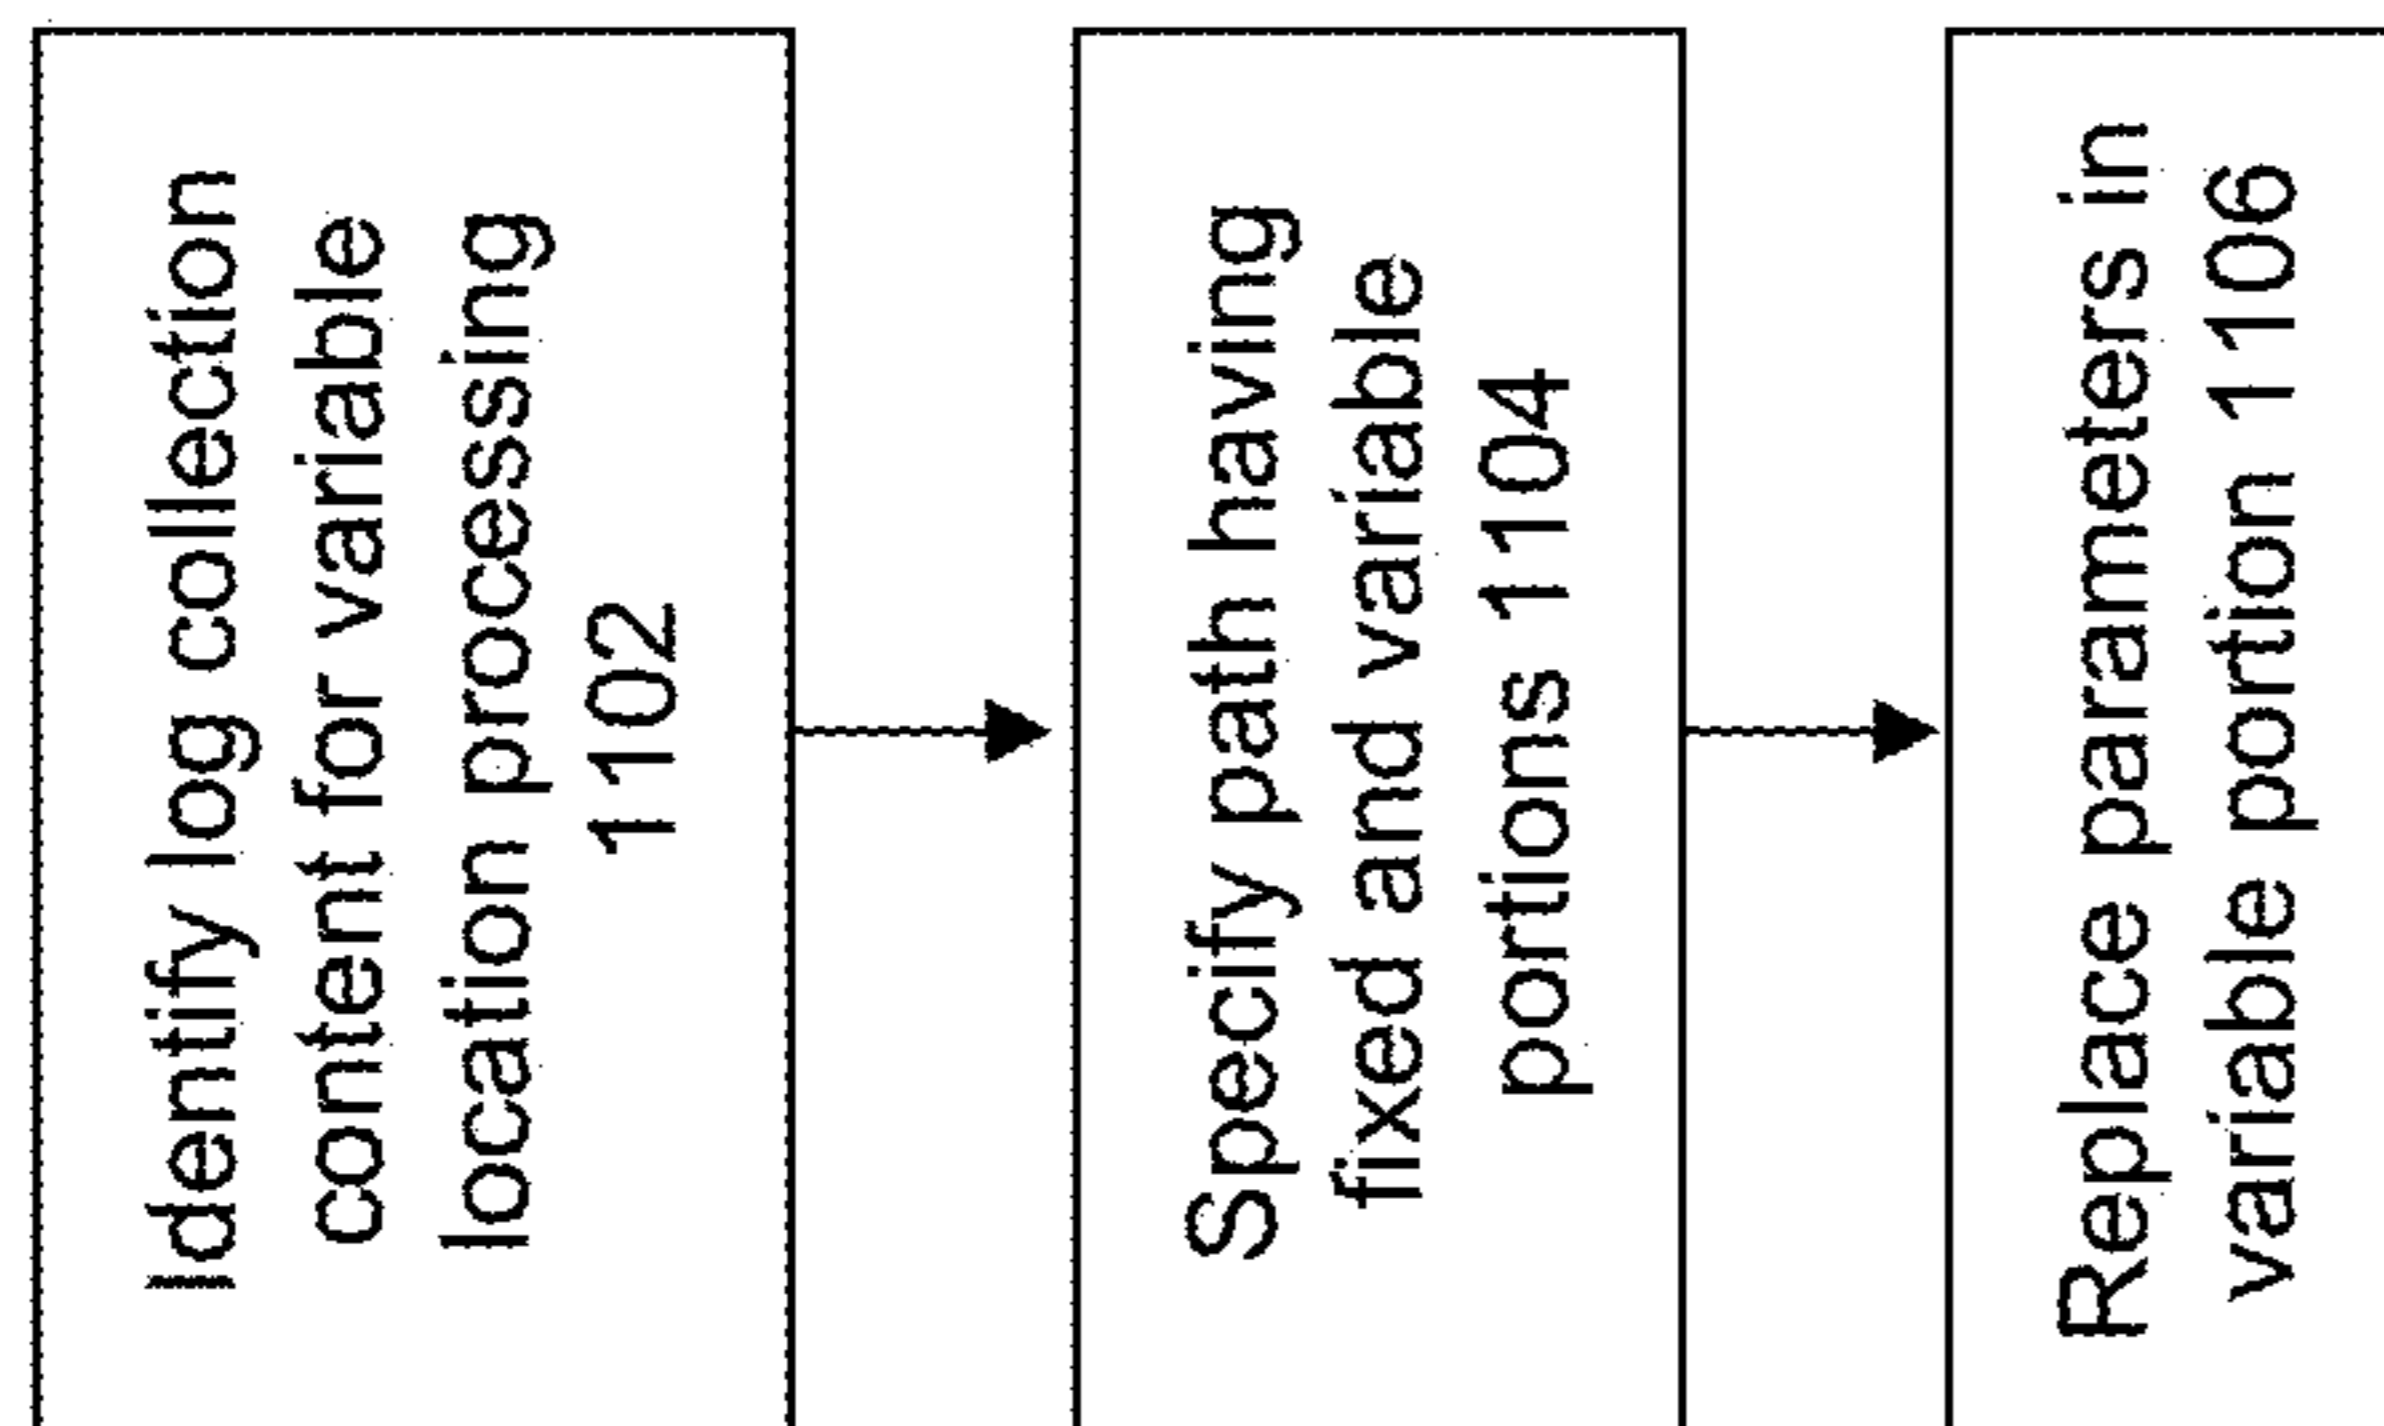 Identify log collection
content for variable
location processing
1102
Specify path having
fixed and variable
portions 1104
Replace parameters in
variable portion 1106